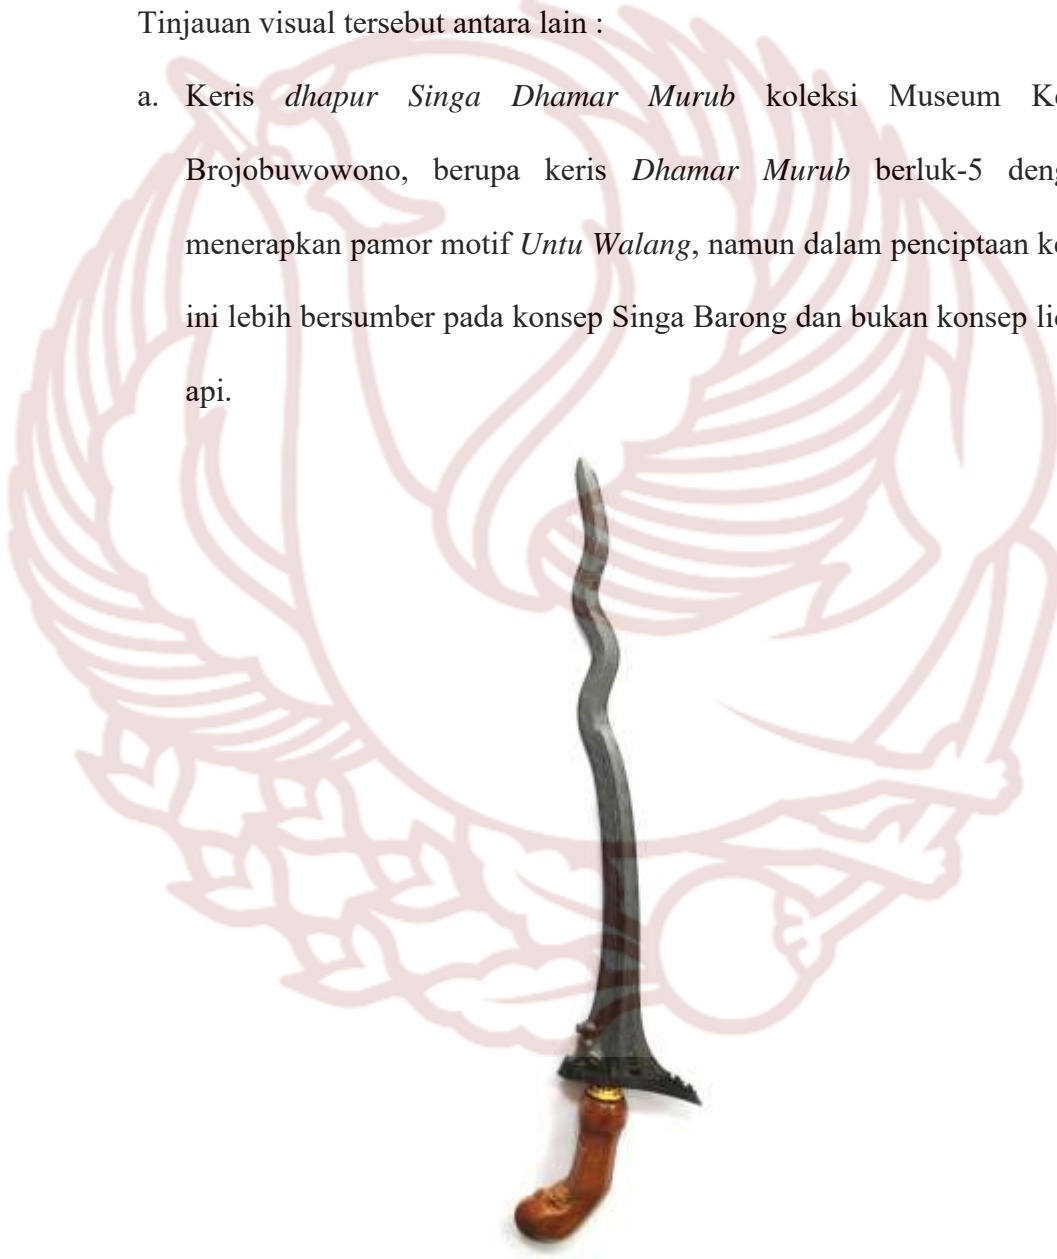 Tinjauan visual tersebut antara lain :
a. Keris dhapur Singa Dhamar Murub koleksi Museum
Brojobuwowono, berupa keris Dhamar Murub berluk-5
menerapkan pamor motif Untu Walang, namun dalam penciptaan
ini lebih bersumber pada konsep Singa Barong dan bukan konsep
api.